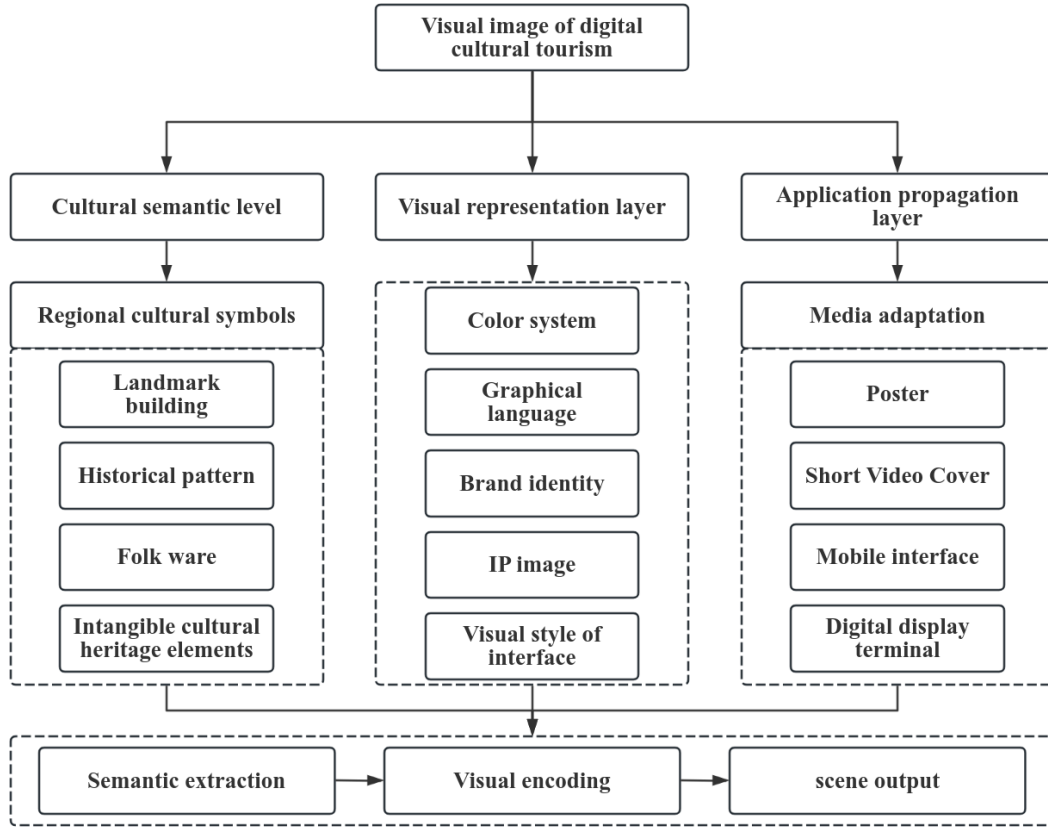 Visual image of digital
cultural tourism
Cultural semantic level
Visual representation layer
Application propagation
layer
Regional cultural symbols
Landmark
building
Historical pattern
Folk ware
Intangible cultural
heritage elements
Color system
Graphical
language
Brand identity
IP image
Visual style of
interface
Media adaptation
Poster
Short Video Cover
Mobile interface
Digital display
terminal
Semantic extraction
Visual encoding
scene output